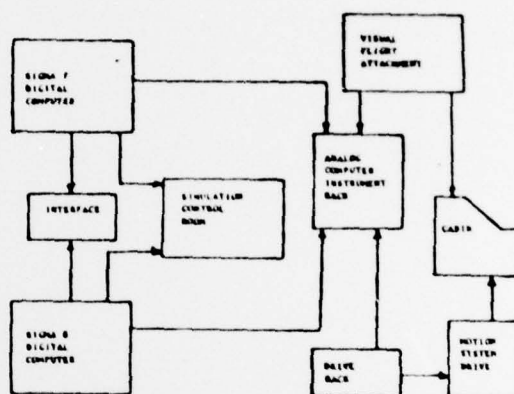 SIGMA 7
DIGITAL
COMPUTER
VISUAL
FLIGHT
ATTACHMENT
ANALOG
COMPUTER
INSTRUMENT
RACK
INTERFACE
SIMULATION
CONTROL
ROOM
CABIN
SIGMA 8
DIGITAL
COMPUTER
DRIVE
RACK
MOTION
SYSTEM
DRIVE